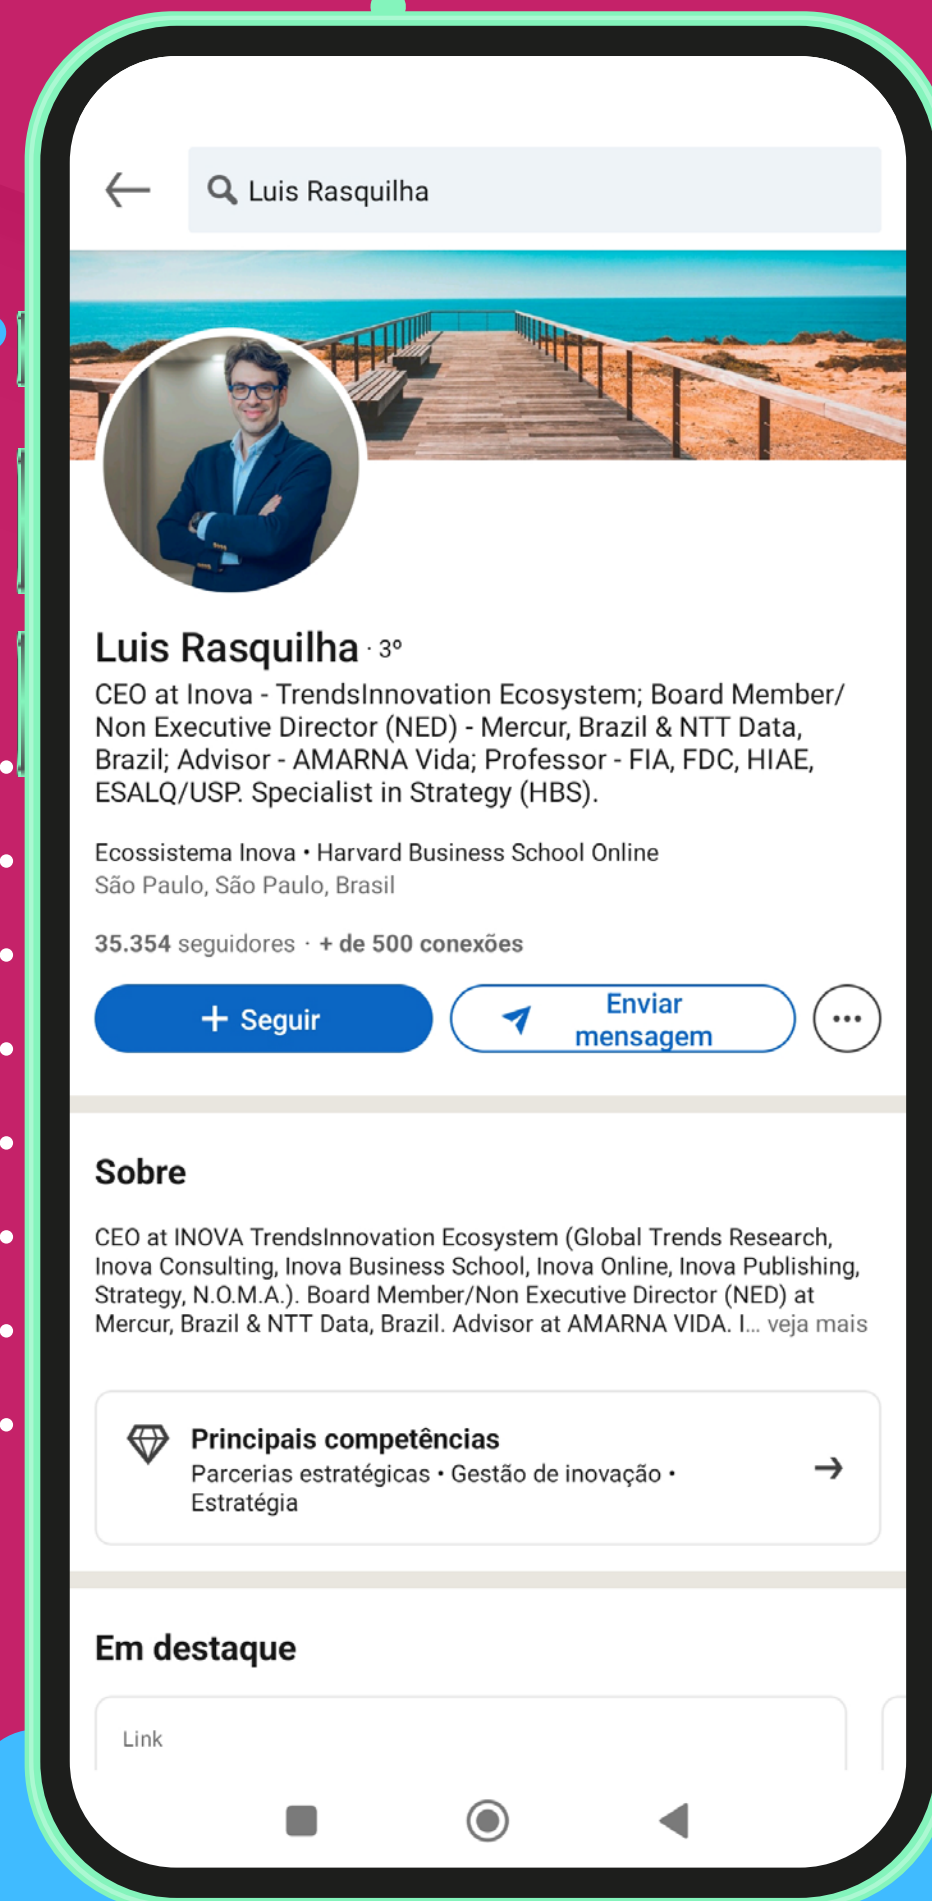 Luis Rasquilha
Luis Rasquilha · 3º
CEO at Inova - TrendsInnovation Ecosystem; Board Member/
Non Executive Director (NED) - Mercur, Brazil & NTT Data,
Brazil; Advisor - AMARNA Vida; Professor - FIA, FDC, HIAE,
ESALQ/USP. Specialist in Strategy (HBS).
Ecossistema Inova • Harvard Business School Online
São Paulo, São Paulo, Brasil
35.354 seguidores · + de 500 conexões
+ Seguir
Enviar
mensagem
Sobre
CEO at INOVA TrendsInnovation Ecosystem (Global Trends Research,
Inova Consulting, Inova Business School, Inova Online, Inova Publishing,
Strategy, N.O.M.A.). Board Member/Non Executive Director (NED) at
Mercur, Brazil & NTT Data, Brazil. Advisor at AMARNA VIDA. I... veja mais
Principais competências
Parcerias estratégicas • Gestão de inovação •
Estratégia
Em destaque
Link